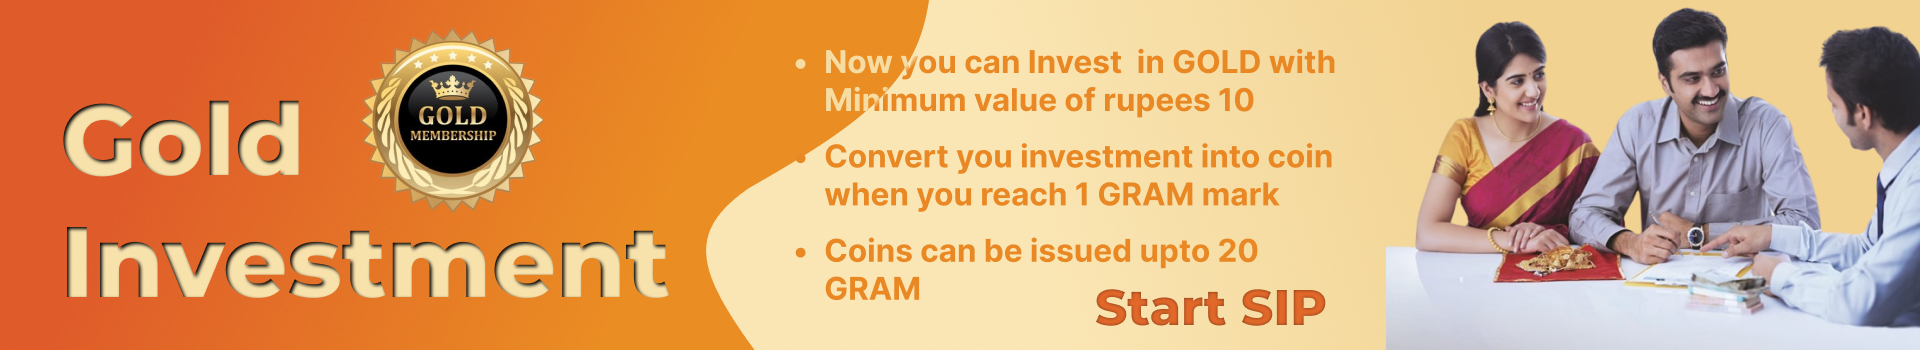 Gold
Investment
GOLD
MEMBERSHIP
• Now you can Invest  in GOLD with
Minimum value of rupees 10
• Convert you investment into coin
when you reach 1 GRAM mark
• Coins can be issued upto 20
GRAM
Start SIP